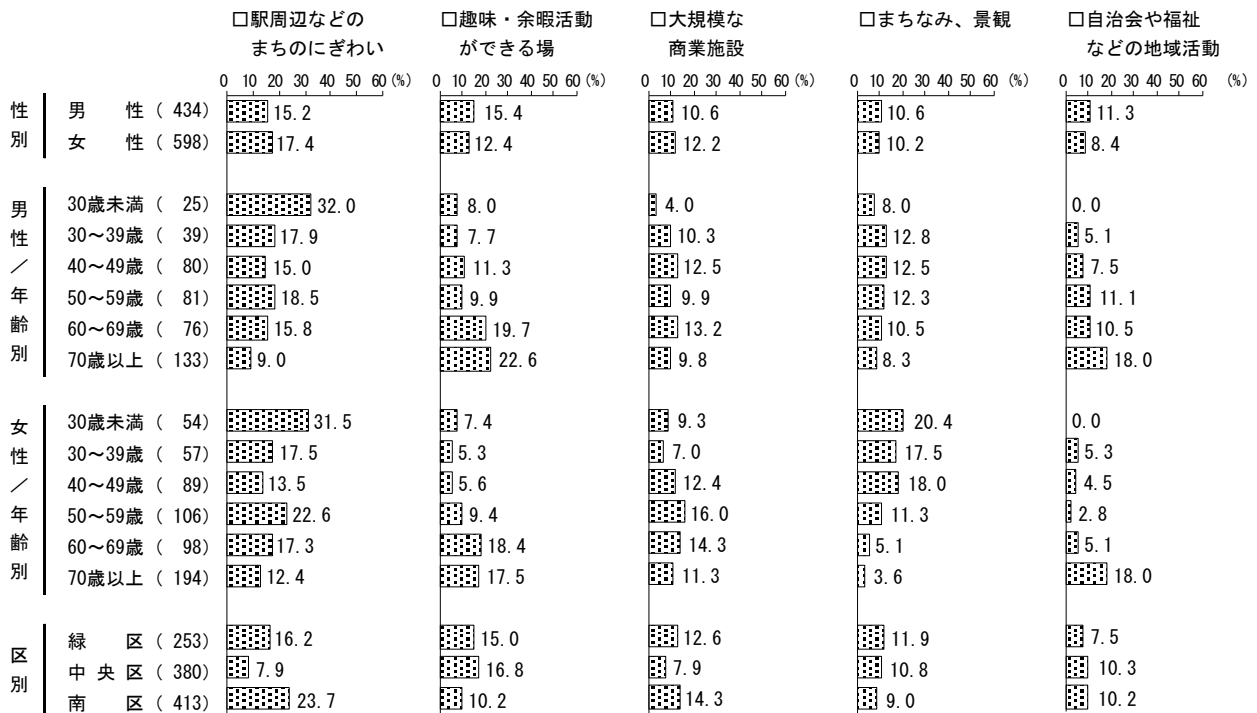 □駅周辺などの まちのにぎわい □趣味・余暇活動 ができる場 □大規模な 商業施設 □まちなみ、景観 □自治会や福祉 などの地域活動
0 10 20 30 40 50 60 (%) 0 10 20 30 40 50 60 (%) 0 10 20 30 40 50 60 (%) 0 10 20 30 40 50 60 (%) 0 10 20 30 40 50 60 (%)
性別
男 性 ( 434) 15.2 15.4 10.6 10.6 11.3
女 性 ( 598) 17.4 12.4 12.2 10.2 8.4
男性/年齢別
30歳未満 ( 25) 32.0 8.0 4.0 8.0 0.0
30~39歳 ( 39) 17.9 7.7 10.3 12.8 5.1
40~49歳 ( 80) 15.0 11.3 12.5 12.5 7.5
50~59歳 ( 81) 18.5 9.9 9.9 12.3 11.1
60~69歳 ( 76) 15.8 19.7 13.2 10.5 10.5
70歳以上 ( 133) 9.0 22.6 9.8 8.3 18.0
女性/年齢別
30歳未満 ( 54) 31.5 7.4 9.3 20.4 0.0
30~39歳 ( 57) 17.5 5.3 7.0 17.5 5.3
40~49歳 ( 89) 13.5 5.6 12.4 18.0 4.5
50~59歳 ( 106) 22.6 9.4 16.0 11.3 2.8
60~69歳 ( 98) 17.3 18.4 14.3 5.1 5.1
70歳以上 ( 194) 12.4 17.5 11.3 3.6 18.0
区別
緑 区 ( 253) 16.2 15.0 12.6 11.9 7.5
中 央 区 ( 380) 7.9 16.8 7.9 10.8 10.3
南 区 ( 413) 23.7 10.2 14.3 9.0 10.2